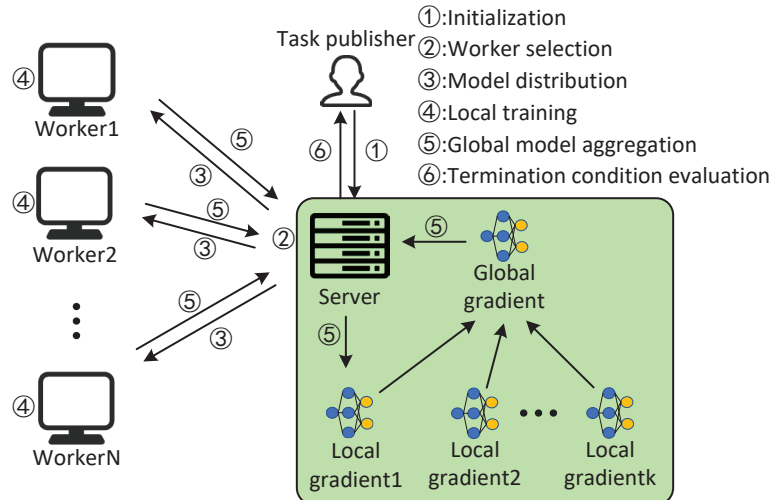 ①:Initialization
Task publisher
②:Worker selection
③:Model distribution
④
④:Local training
Worker1
⑤
⑤:Global model aggregation
③
⑥
①
⑥:Termination condition evaluation
④
⑤
②
⑤
③
Worker2
Global
gradient
Server
⑤
③
⑤
④
WorkerN
Local
gradient1
Local
gradient2
Local
gradientk